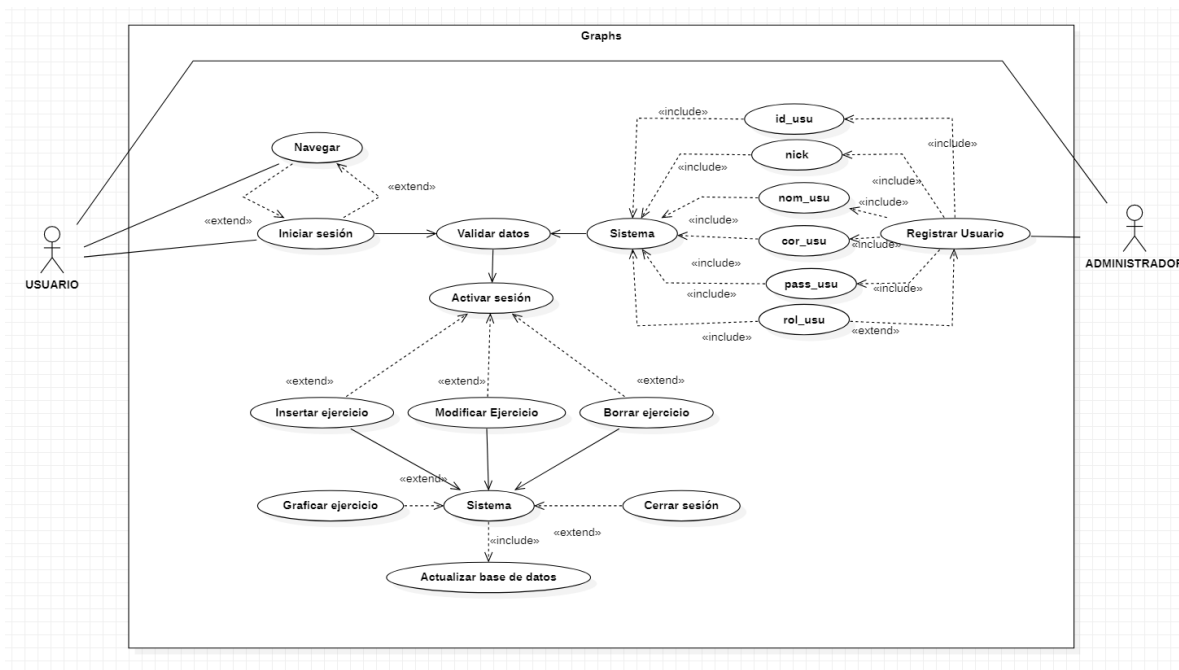 Graphs
«include»
id_usu
«include»
Navegar
nick
«include»
«include»
«extend»
nom_usu
«include»
«extend»
«include»
Iniciar sesión
Validar datos
Sistema
cor_usu
«include»
Registrar Usuario
USUARIO
«include»
ADMINISTRADOR
pass_usu
«include»
«include»
Activar sesión
rol_usu
«extend»
«include»
«extend»
«extend»
«extend»
Insertar ejercicio
Modificar Ejercicio
Borrar ejercicio
«extend»
Graficar ejercicio
Sistema
Cerrar sesión
«include»
«extend»
Actualizar base de datos